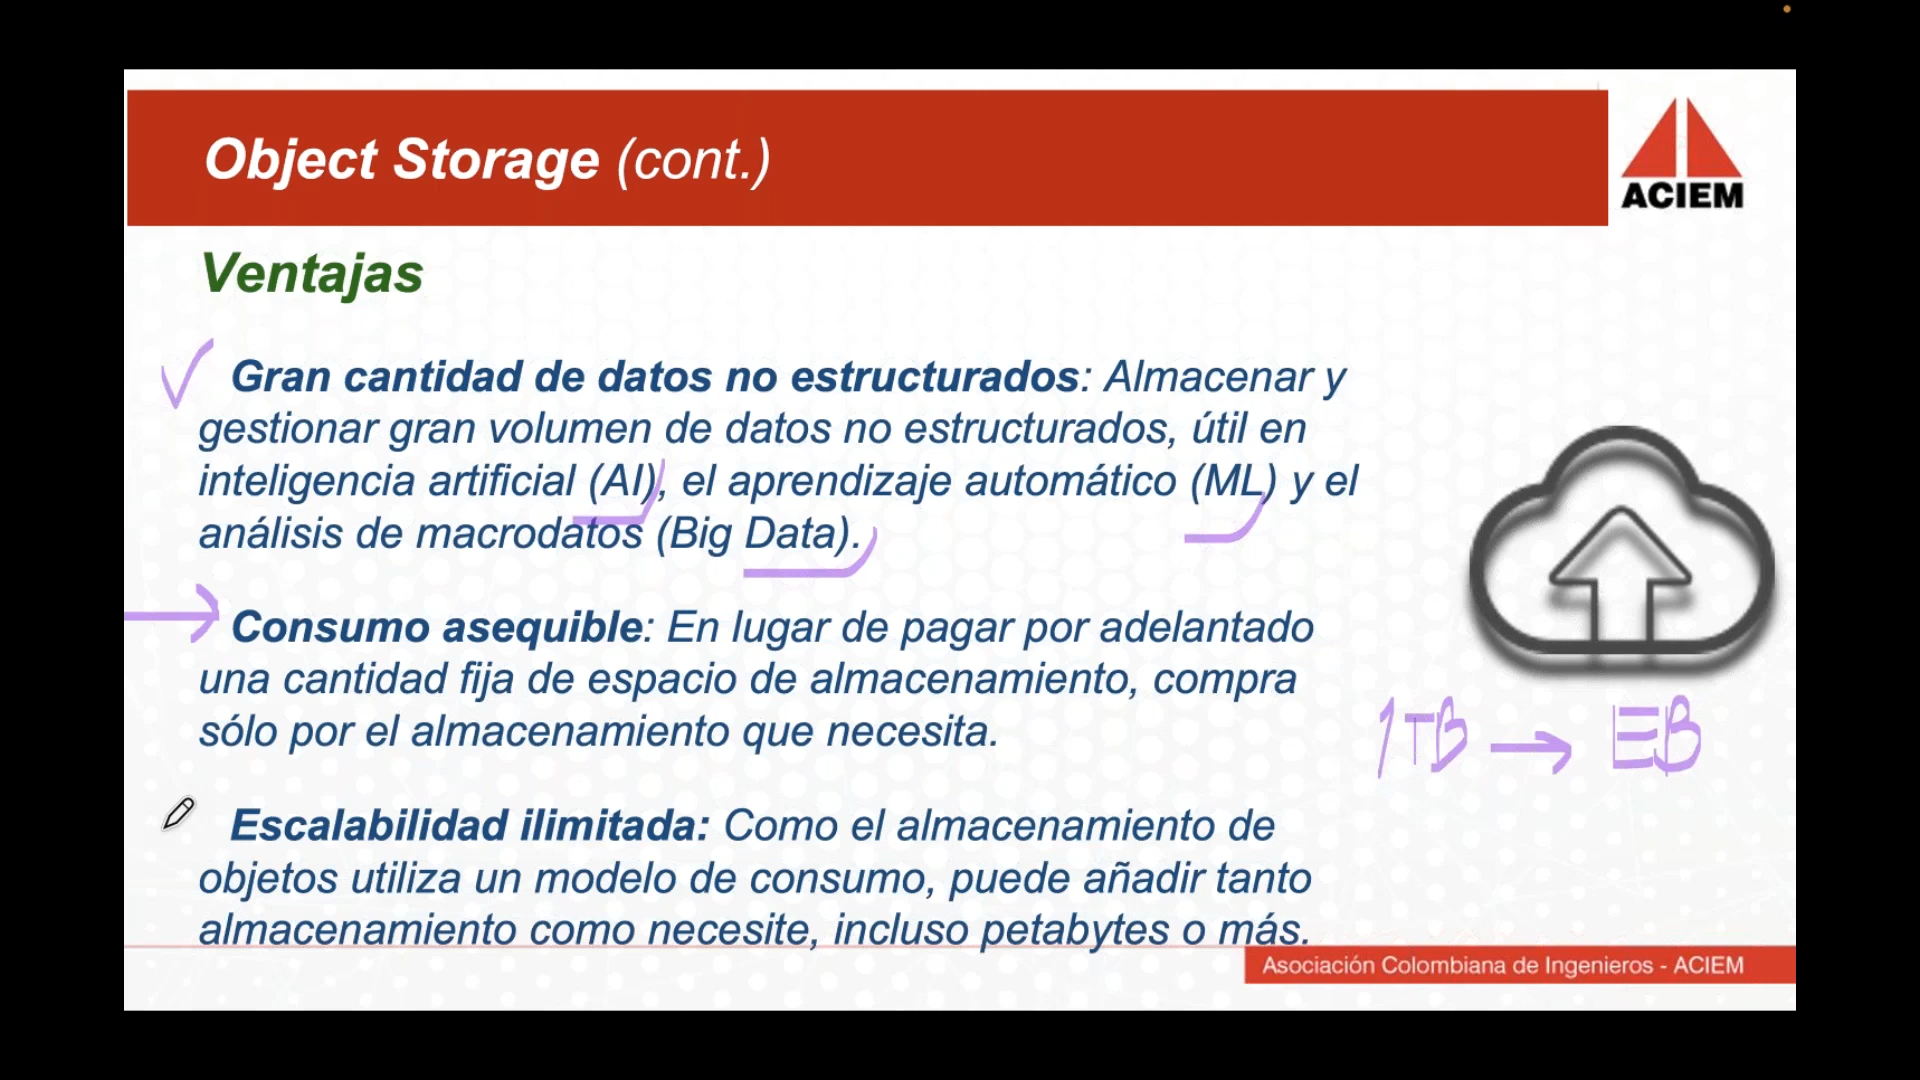 Object Storage (cont.)
ACIEM
Ventajas
Gran cantidad de datos no estructurados: Almacenar y
gestionar gran volumen de datos no estructurados, útil en
inteligencia artificial (AI), el aprendizaje automático (ML) y el
análisis de macrodatos (Big Data).
Consumo asequible: En lugar de pagar por adelantado
una cantidad fija de espacio de almacenamiento, compra
sólo por el almacenamiento que necesita.
1TB → EB
Escalabilidad ilimitada: Como el almacenamiento de
objetos utiliza un modelo de consumo, puede añadir tanto
almacenamiento como necesite, incluso petabytes o más.
Asociación Colombiana de Ingenieros - ACIEM